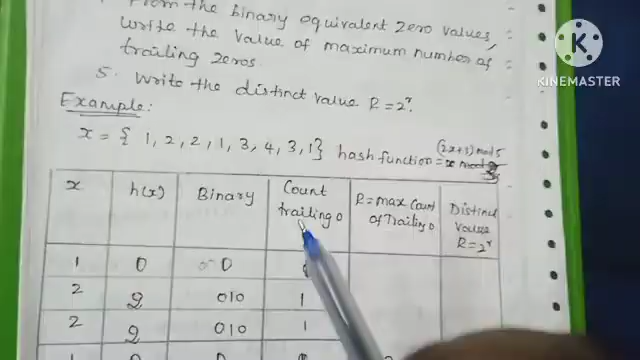 From the binary equivalent zero values,
write the value of maximum number of
trailing zeros.
5. Write the distinct value R = 2^r.
Example:
x = { 1, 2, 2, 1, 3, 4, 3, 1} hash function = (2x+3) mod 5
x h(x) Binary Count trailing 0 R = max count of Trailing 0 Distinct value R = 2^r
1 0 0
2 2 010 1
2 2 010 1
KINEMASTER